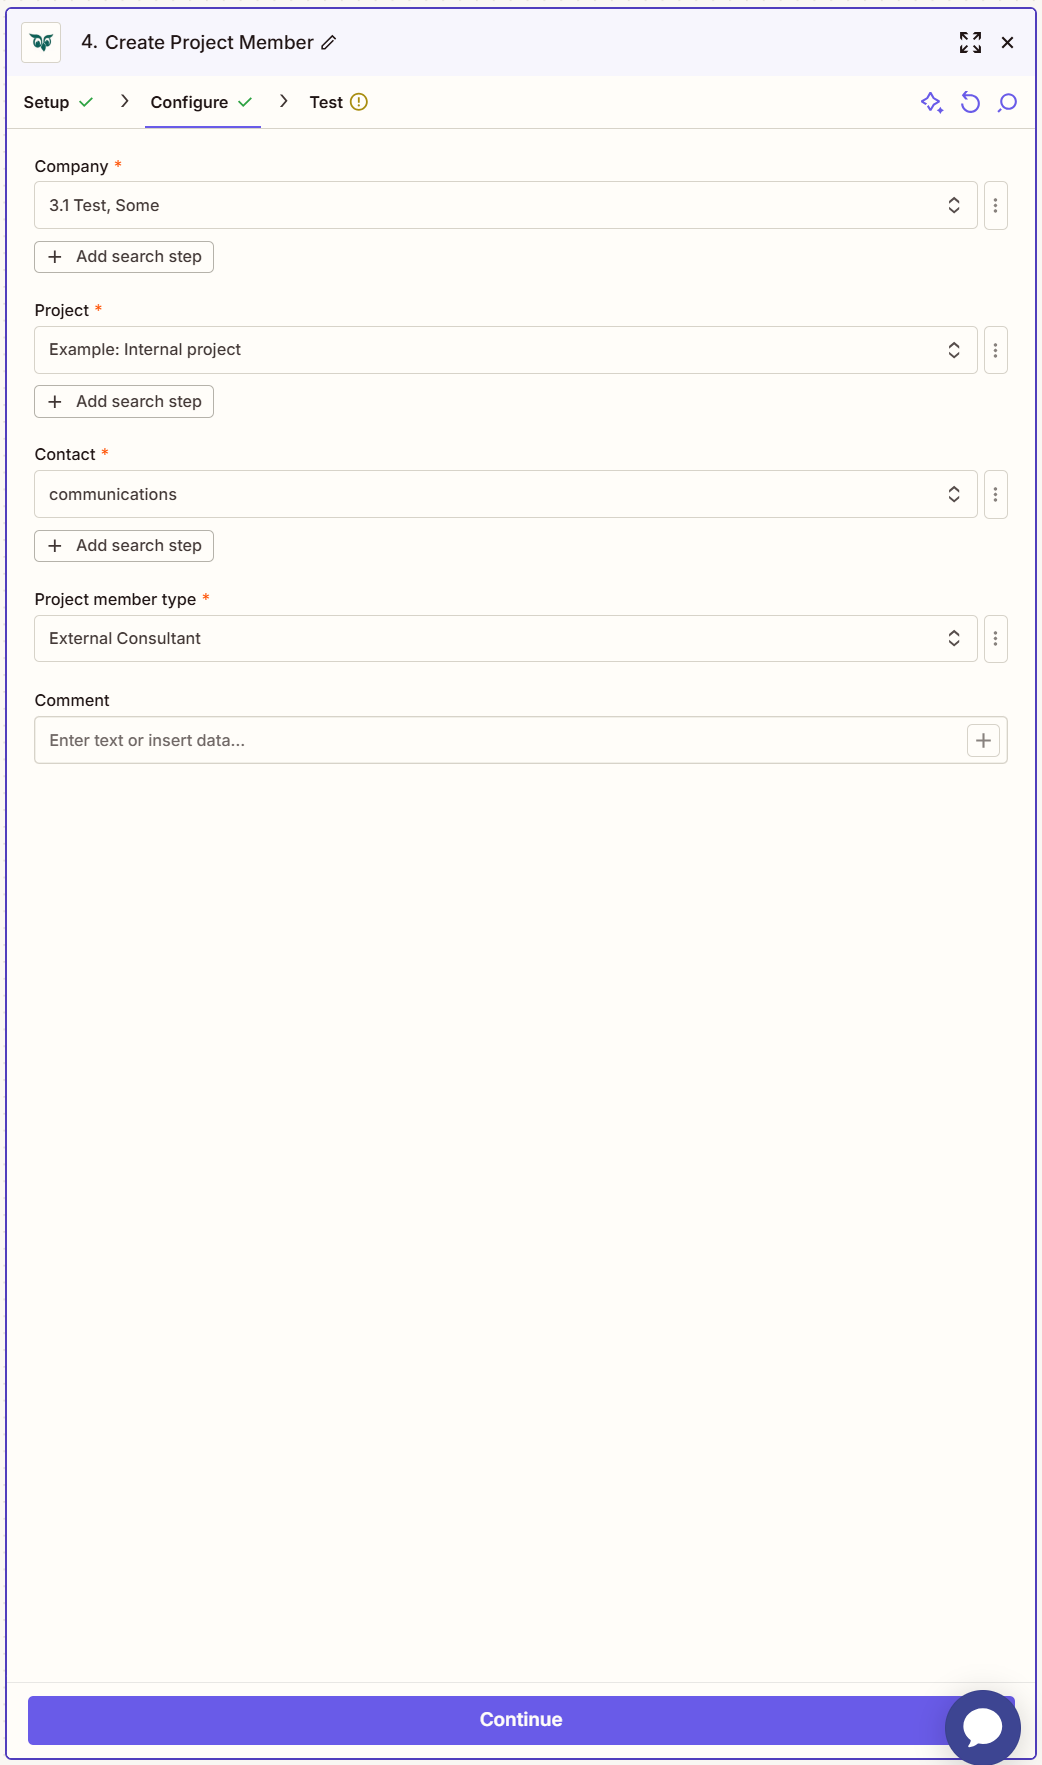 4. Create Project Member
Setup
Configure
Test
Company *
3.1 Test, Some
+ Add search step
Project *
Example: Internal project
+ Add search step
Contact *
communications
+ Add search step
Project member type *
External Consultant
Comment
Enter text or insert data...
Continue